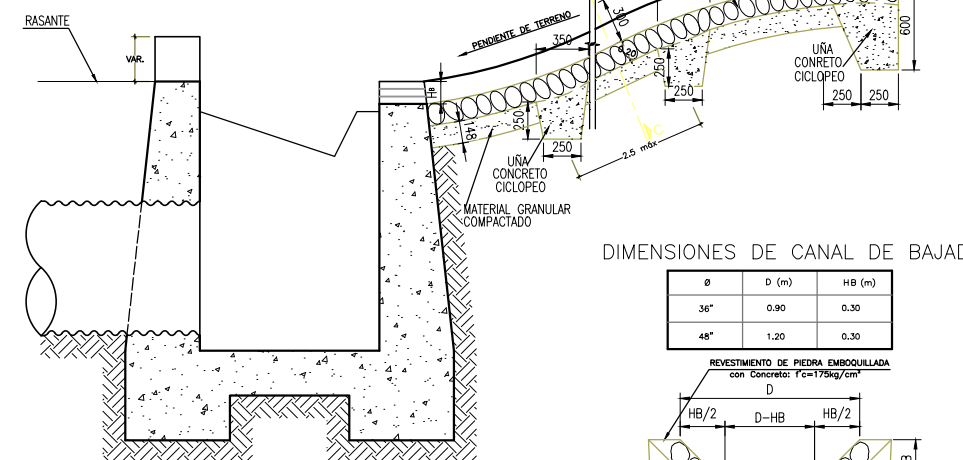 RASANTE
VAR.
PENDIENTE DE TERRENO
350
300
0.20
250
250
600
UÑA
CONRETO
CICLOPEO
250
250
HB
148
250
250
C
2.5 máx
UÑA
CONCRETO
CICLOPEO
MATERIAL GRANULAR
COMPACTADO
DIMENSIONES DE CANAL DE BAJAD
Ø D (m) HB (m)
36" 0.90 0.30
48" 1.20 0.30
REVESTIMIENTO DE PIEDRA EMBOQUILLADA
con Concreto: f'c=175kg/cm²
D
HB/2 D-HB HB/2